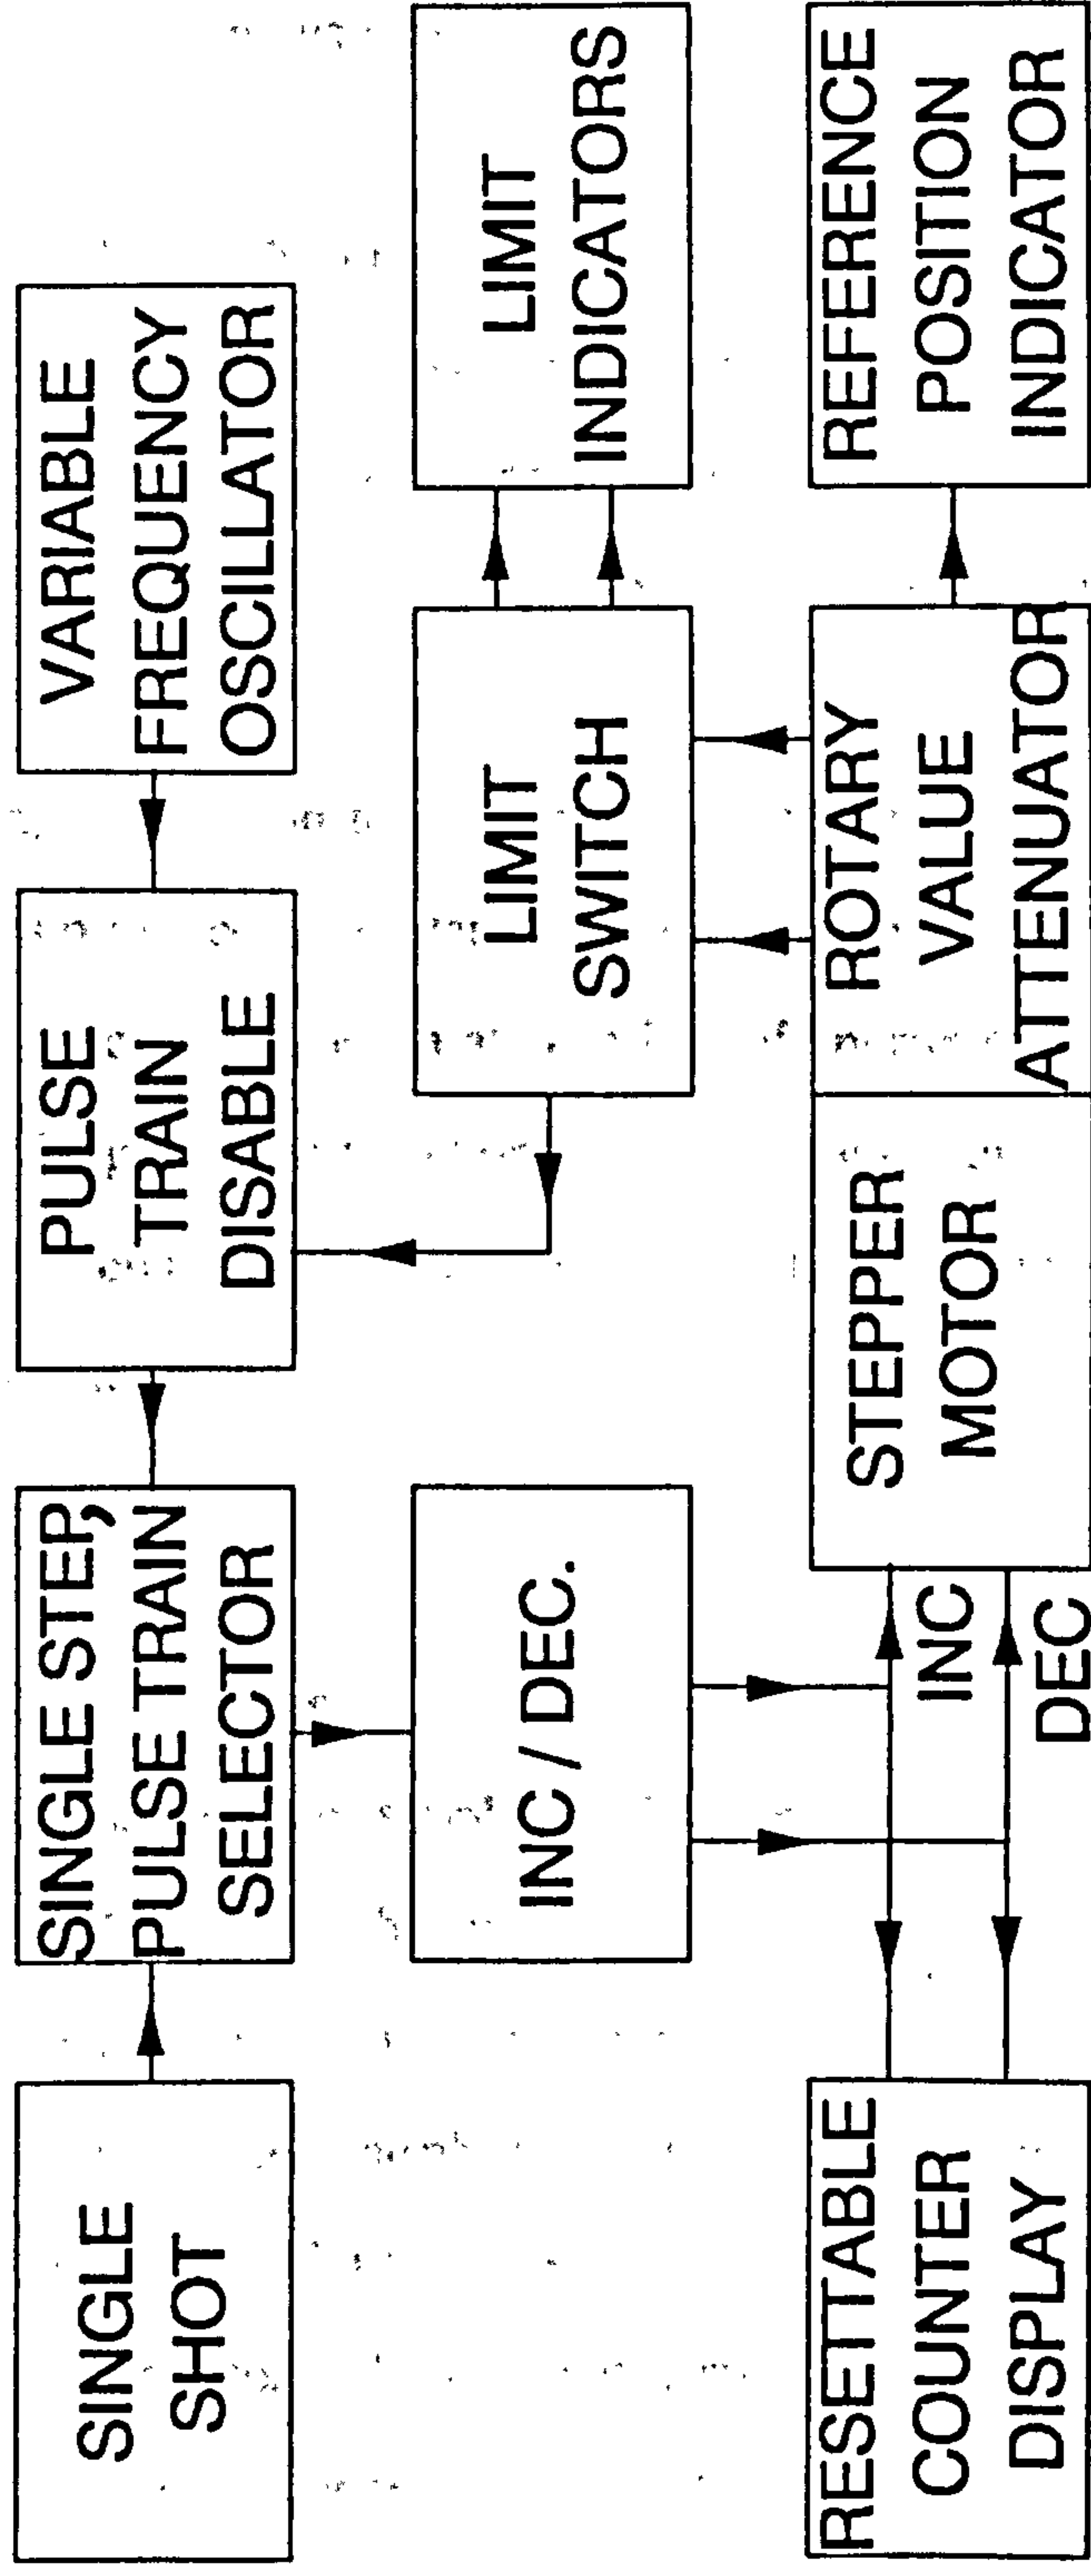 SINGLE
SHOT
SINGLE STEP,
PULSE TRAIN
SELECTOR
PULSE
TRAIN
DISABLE
VARIABLE
FREQUENCY
OSCILLATOR
INC / DEC.
LIMIT
SWITCH
LIMIT
INDICATORS
RESETTABLE
COUNTER
DISPLAY
INC
DEC
STEPPER
MOTOR
ROTARY
VALUE
ATTENUATOR
REFERENCE
POSITION
INDICATOR